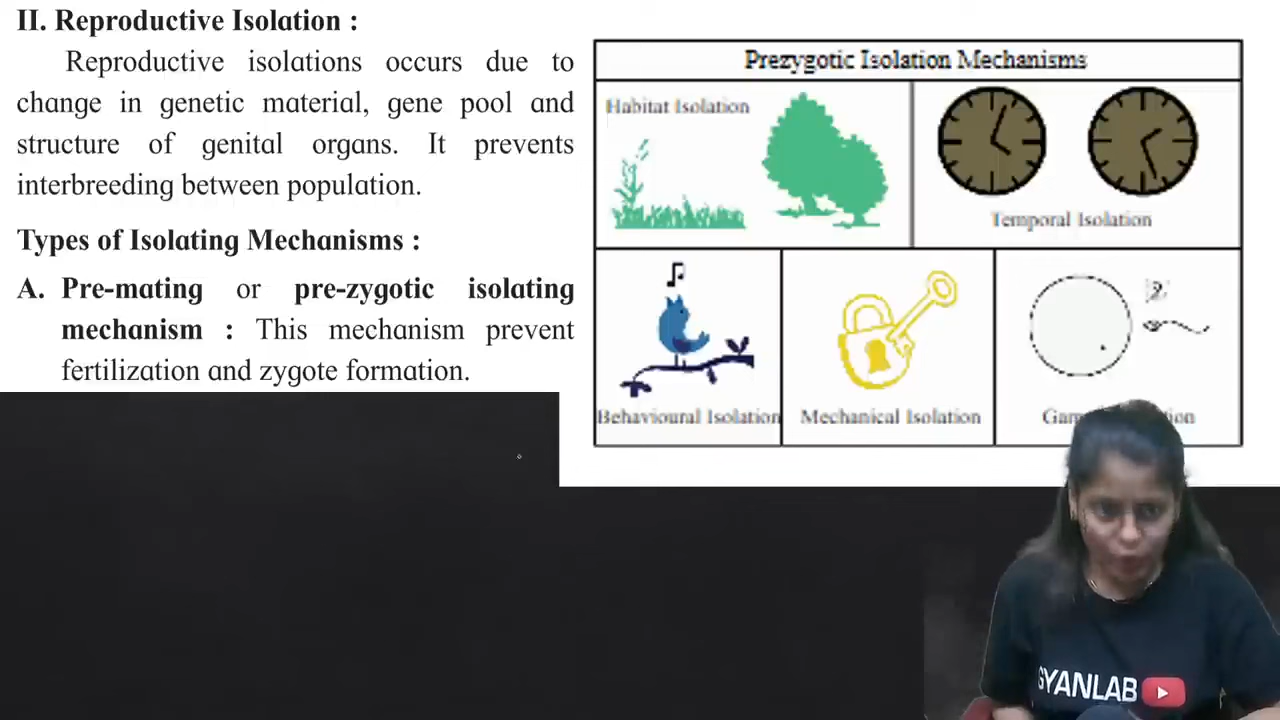 II. Reproductive Isolation :
Reproductive isolations occurs due to
change in genetic material, gene pool and
structure of genital organs. It prevents
interbreeding between population.
Types of Isolating Mechanisms :
A. Pre-mating or pre-zygotic isolating
mechanism : This mechanism prevent
fertilization and zygote formation.
Prezygotic Isolation Mechanisms
Habitat Isolation
Temporal Isolation
Behavioural Isolation
Mechanical Isolation
GYANLAB